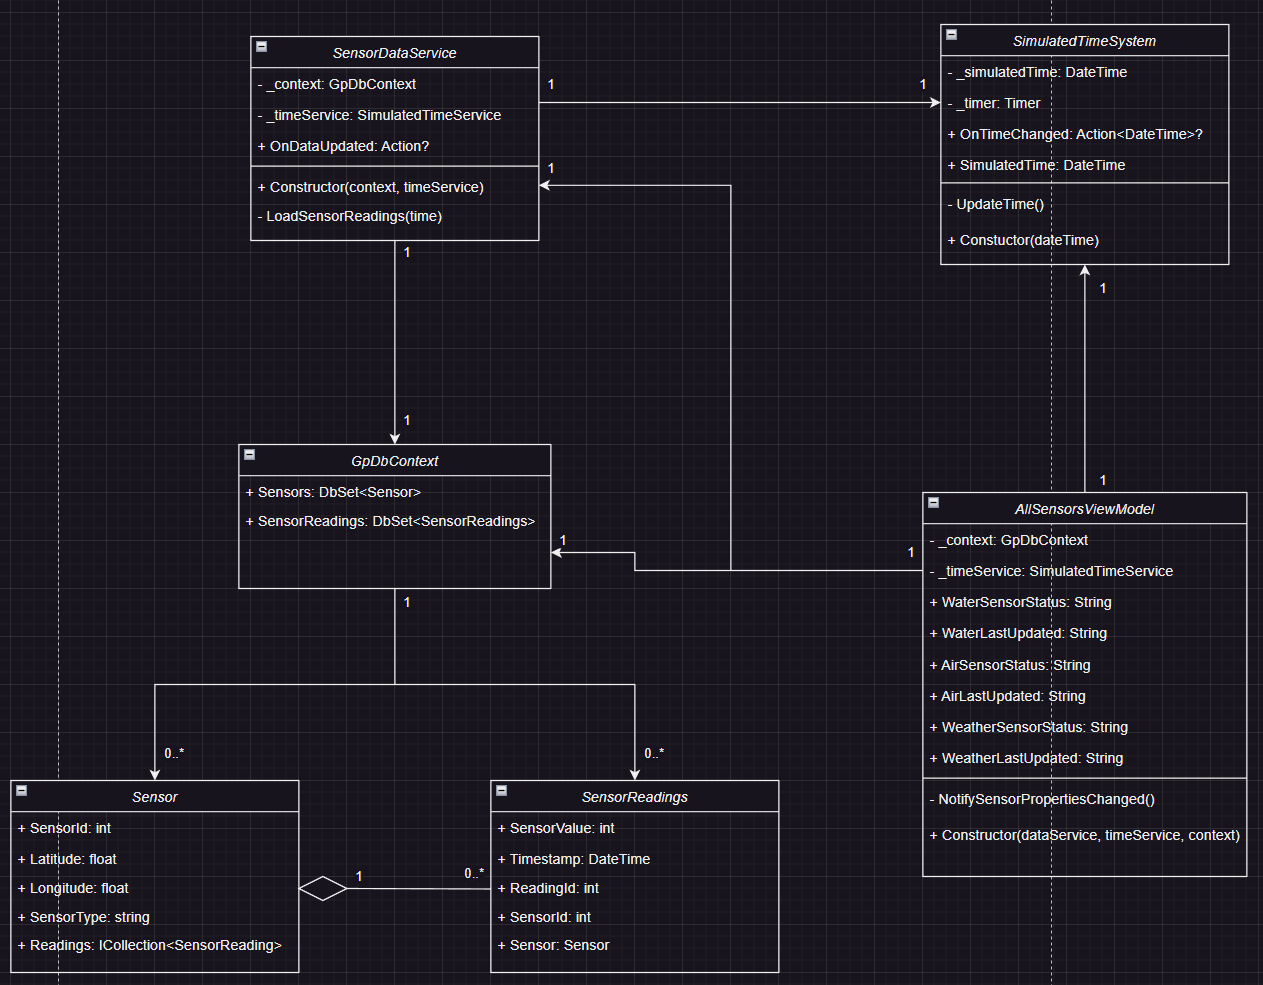 SensorDataService
- _context: GpDbContext
- _timeService: SimulatedTimeService
+ OnDataUpdated: Action?
+ Constructor(context, timeService)
- LoadSensorReadings(time)
1
1
1
1
SimulatedTimeSystem
- _simulatedTime: DateTime
- _timer: Timer
+ OnTimeChanged: Action<DateTime>?
+ SimulatedTime: DateTime
- UpdateTime()
+ Constuctor(dateTime)
1
1
1
GpDbContext
+ Sensors: DbSet<Sensor>
+ SensorReadings: DbSet<SensorReadings>
1
1
1
AllSensorsViewModel
- _context: GpDbContext
- _timeService: SimulatedTimeService
+ WaterSensorStatus: String
+ WaterLastUpdated: String
+ AirSensorStatus: String
+ AirLastUpdated: String
+ WeatherSensorStatus: String
+ WeatherLastUpdated: String
- NotifySensorPropertiesChanged()
+ Constructor(dataService, timeService, context)
0..*
0..*
Sensor
+ SensorId: int
+ Latitude: float
+ Longitude: float
+ SensorType: string
+ Readings: ICollection<SensorReading>
1
0..*
SensorReadings
+ SensorValue: int
+ Timestamp: DateTime
+ ReadingId: int
+ SensorId: int
+ Sensor: Sensor